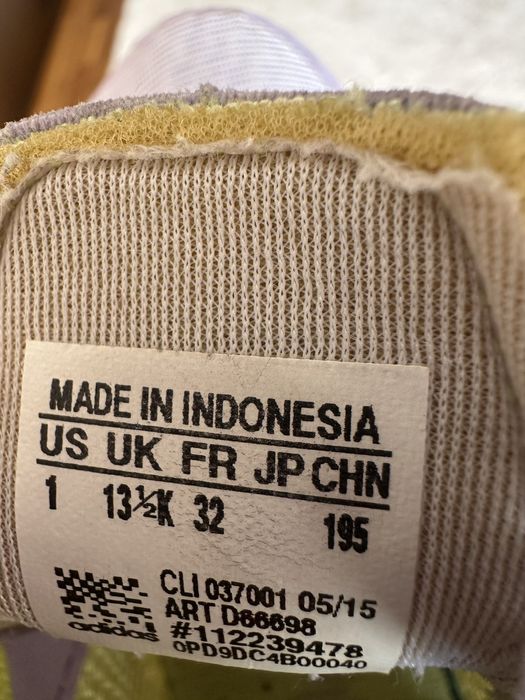 MADE IN INDONESIA
US UK FR JP CHN
1 13½K 32 195
CLI 037001 05/15
ART D66698
#112239478
adidas 0PD9DC4B00040